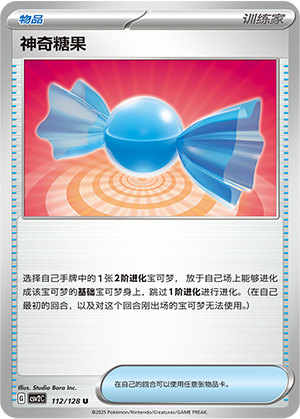 物品
训练家
神奇糖果
选择自己手牌中的1张2阶进化宝可梦，放于自己场上能够进化
成该宝可梦的基础宝可梦身上，跳过1阶进化进行进化。（在自己
最初的回合，以及对这个回合刚出场的宝可梦无法使用。）
Illus. Studio Bora Inc.
G CSV2C 112/128 U
在自己的回合可以使用任意张物品卡。
©2025 Pokémon/Nintendo/Creatures/GAME FREAK.